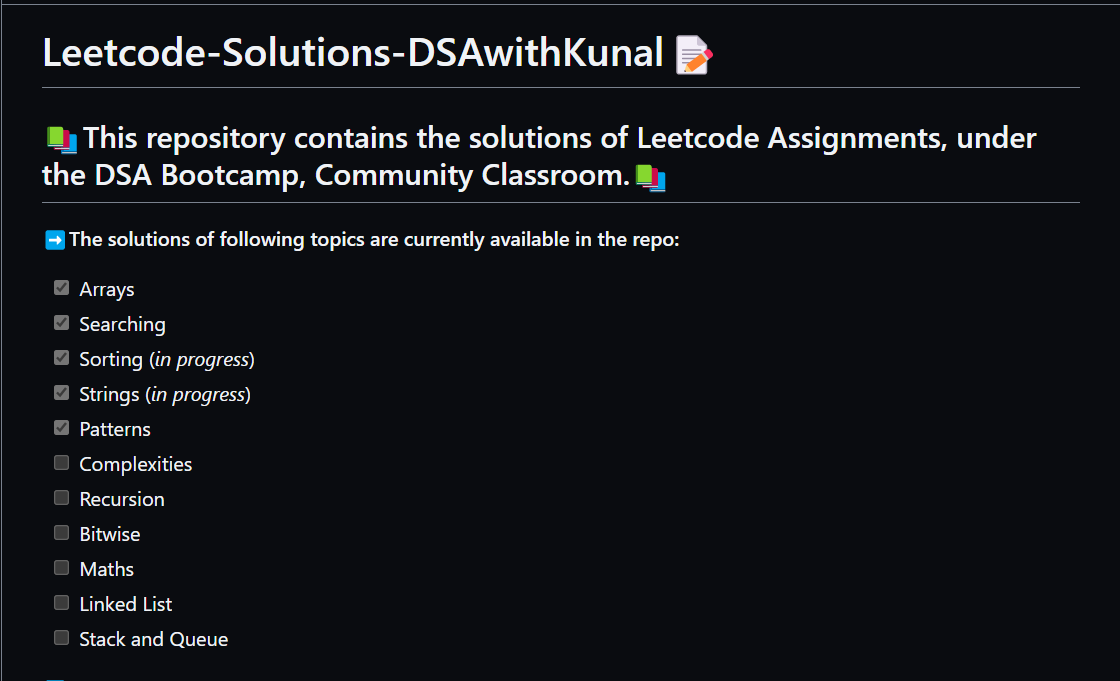 Leetcode-Solutions-DSAwithKunal
This repository contains the solutions of Leetcode Assignments, under
the DSA Bootcamp, Community Classroom.
The solutions of following topics are currently available in the repo:
Arrays
Searching
Sorting (in progress)
Strings (in progress)
Patterns
Complexities
Recursion
Bitwise
Maths
Linked List
Stack and Queue